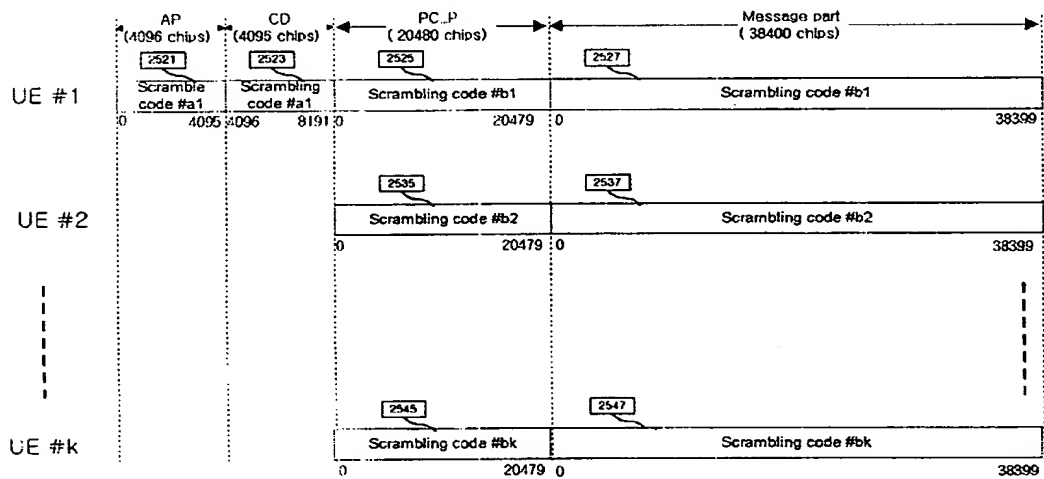 AP
(4096 chips)
CD
(4096 chips)
PC_P
( 20480 chips)
Message part
( 38400 chips)
2521
2523
2525
2527
UE #1
Scramble
code #a1
Scrambling
code #a1
Scrambling code #b1
Scrambling code #b1
0 4095 4096 8191 0 20479 0 38399
2535
2537
UE #2
Scrambling code #b2
Scrambling code #b2
0 20479 0 38399
2545
2547
UE #k
Scrambling code #bk
Scrambling code #bk
0 20479 0 38399